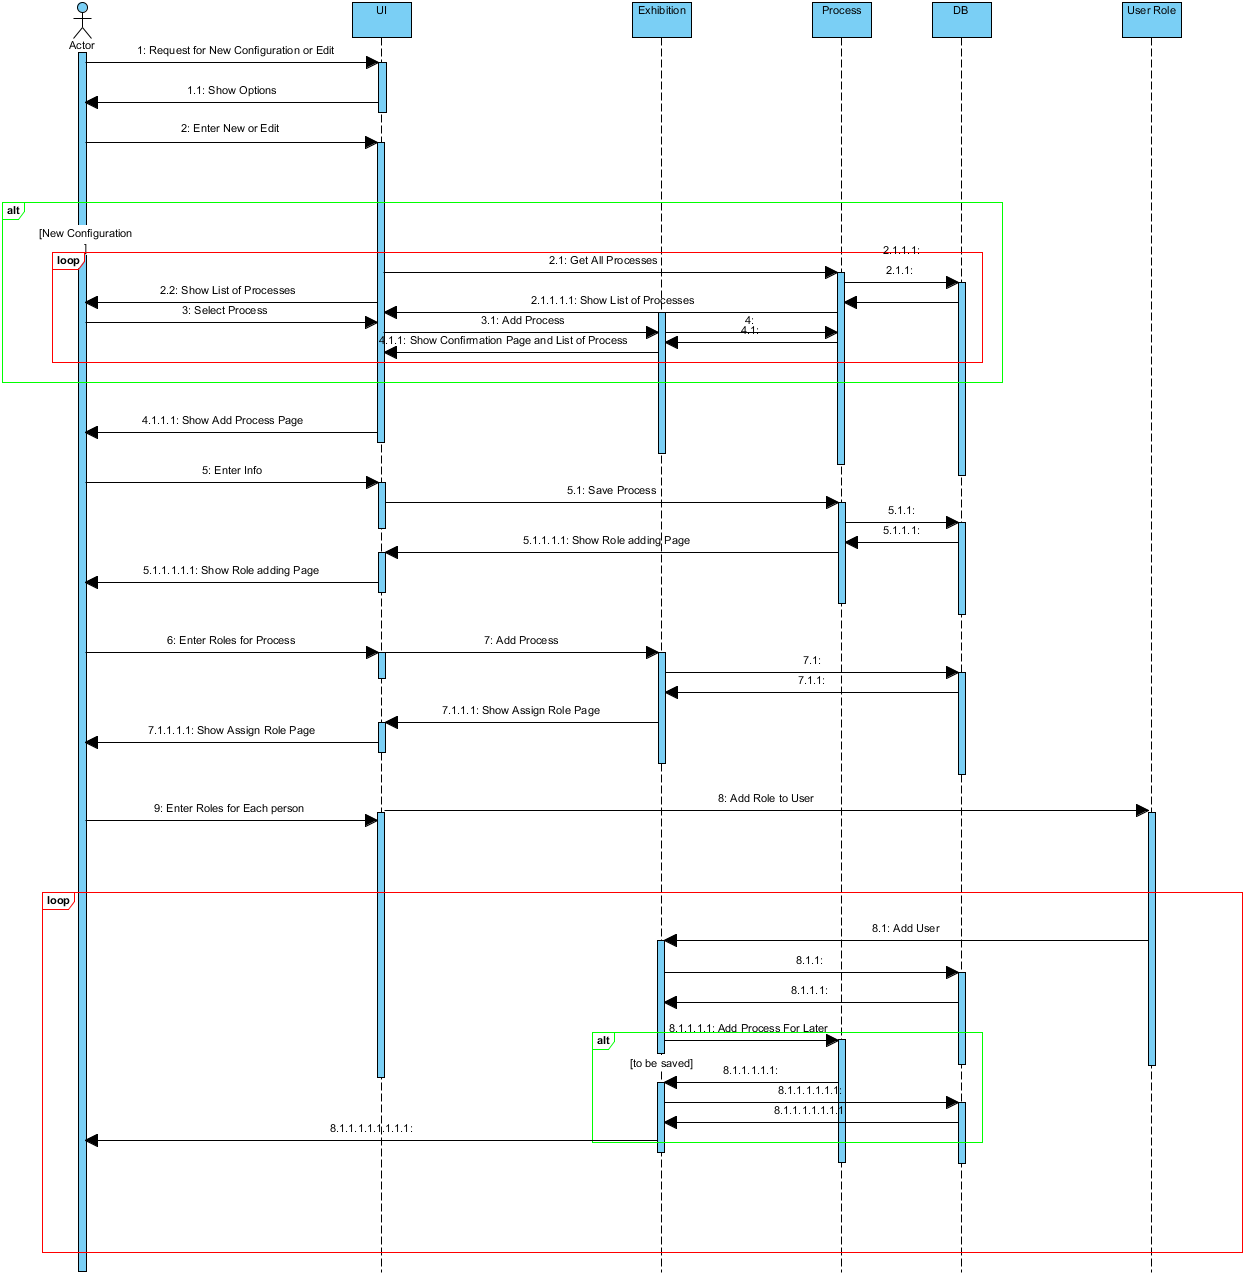 UI
Exhibition
Process
DB
User Role
Actor
1: Request for New Configuration or Edit
1.1: Show Options
2: Enter New or Edit
alt
[New Configuration
]
loop
2.1: Get All Processes
2.1.1.1:
2.1.1:
2.2: Show List of Processes
2.1.1.1.1: Show List of Processes
3: Select Process
3.1: Add Process
4:
4.1:
4.1.1: Show Confirmation Page and List of Process
4.1.1.1: Show Add Process Page
5: Enter Info
5.1: Save Process
5.1.1:
5.1.1.1:
5.1.1.1.1: Show Role adding Page
5.1.1.1.1.1: Show Role adding Page
6: Enter Roles for Process
7: Add Process
7.1:
7.1.1:
7.1.1.1: Show Assign Role Page
7.1.1.1.1: Show Assign Role Page
8: Add Role to User
9: Enter Roles for Each person
loop
8.1: Add User
8.1.1:
8.1.1.1:
8.1.1.1.1: Add Process For Later
alt
[to be saved]
8.1.1.1.1.1:
8.1.1.1.1.1.1:
8.1.1.1.1.1.1.1
8.1.1.1.1.1.1.1.1: